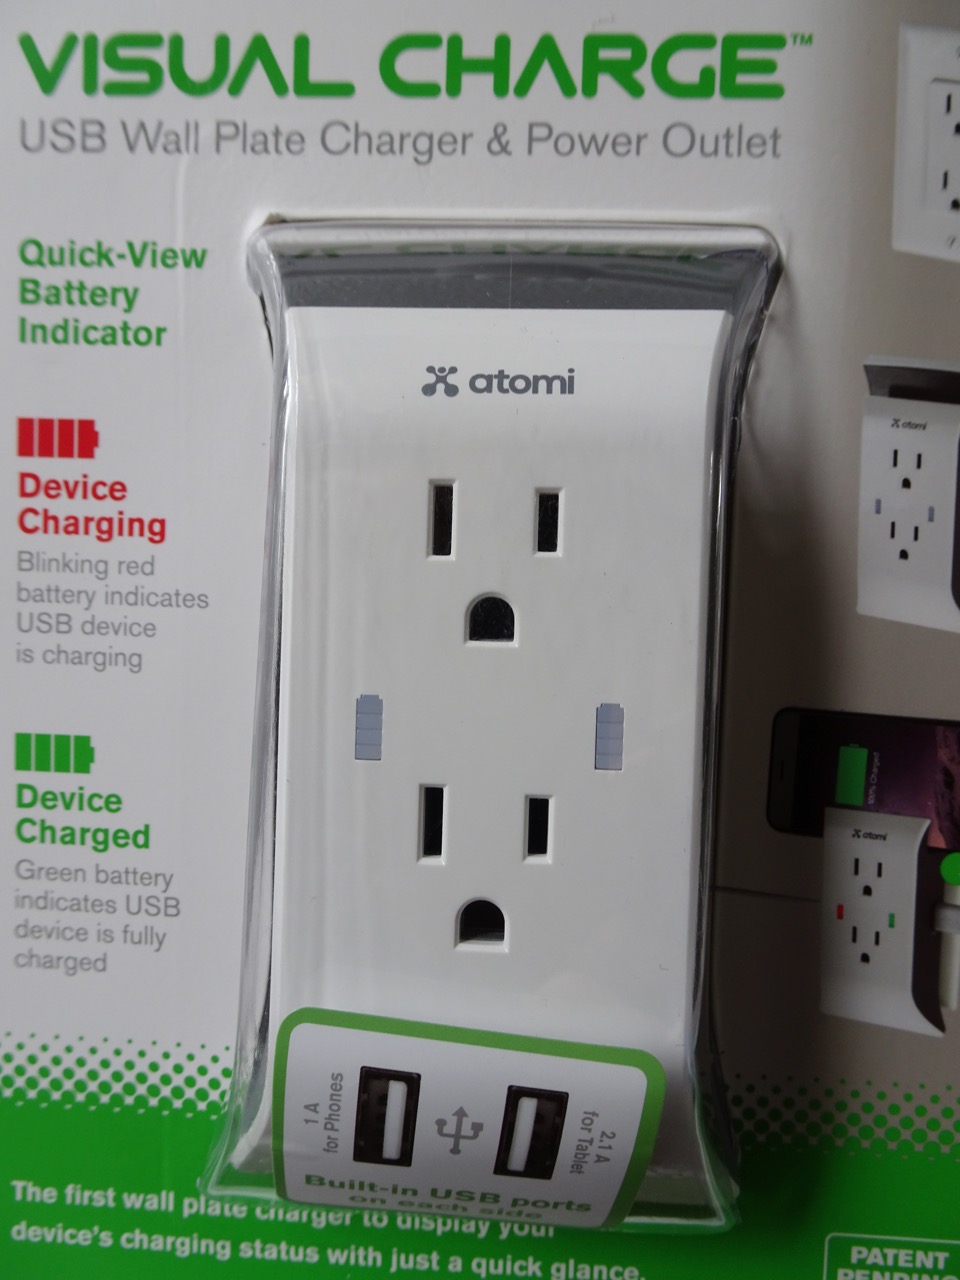 VISUAL CHARGE™
USB Wall Plate Charger & Power Outlet
Quick-View
Battery
Indicator
atomi
Device
Charging
Blinking red
battery indicates
USB device
is charging
Device
Charged
Green battery
indicates USB
device is fully
charged
atomi
100% Charged
atomi
1 A
for Phones
2.1 A
for Tablet
Built-in USB ports
on each side
The first wall plate charger to display your
device's charging status with just a quick glance.
PATENT
PENDING